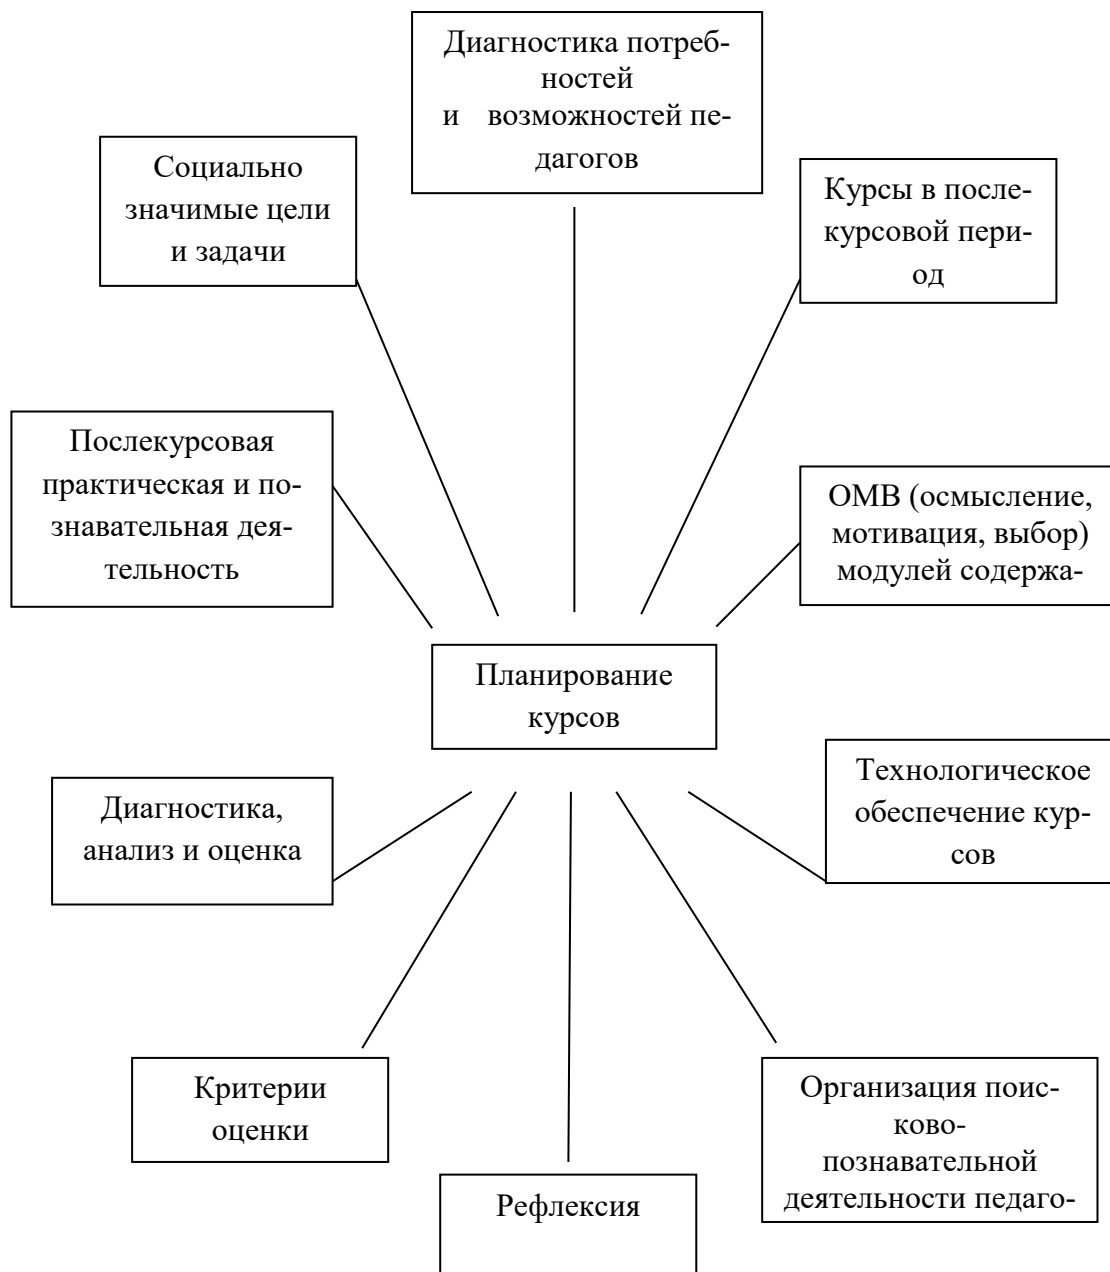 Диагностика потреб-
ностей
и возможностей пе-
дагогов
Социально
значимые цели
и задачи
Курсы в после-
курсовой пери-
од
Послекурсовая
практическая и по-
знавательная дея-
тельность
ОМВ (осмысление,
мотивация, выбор)
модулей содержа-
Планирование
курсов
Технологическое
обеспечение кур-
сов
Диагностика,
анализ и оценка
Критерии
оценки
Организация поис-
ково-
познавательной
деятельности педаго-
Рефлексия